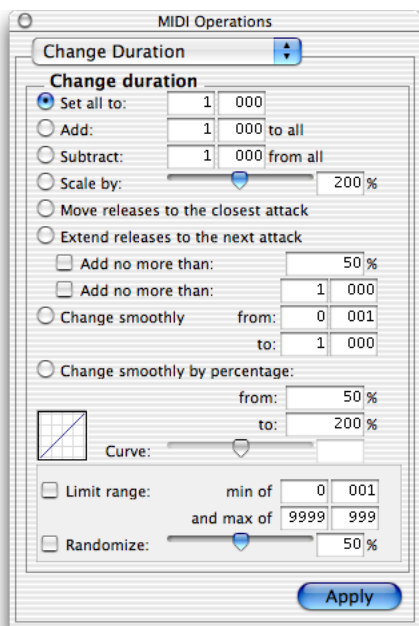 MIDI Operations
Change Duration
Change duration
Set all to: 1 000
Add: 1 000 to all
Subtract: 1 000 from all
Scale by: 200 %
Move releases to the closest attack
Extend releases to the next attack
Add no more than: 50 %
Add no more than: 1 000
Change smoothly from: 0 001
to: 1 000
Change smoothly by percentage:
from: 50 %
to: 200 %
Curve:
Limit range: min of 0 001
and max of 9999 999
Randomize: 50 %
Apply